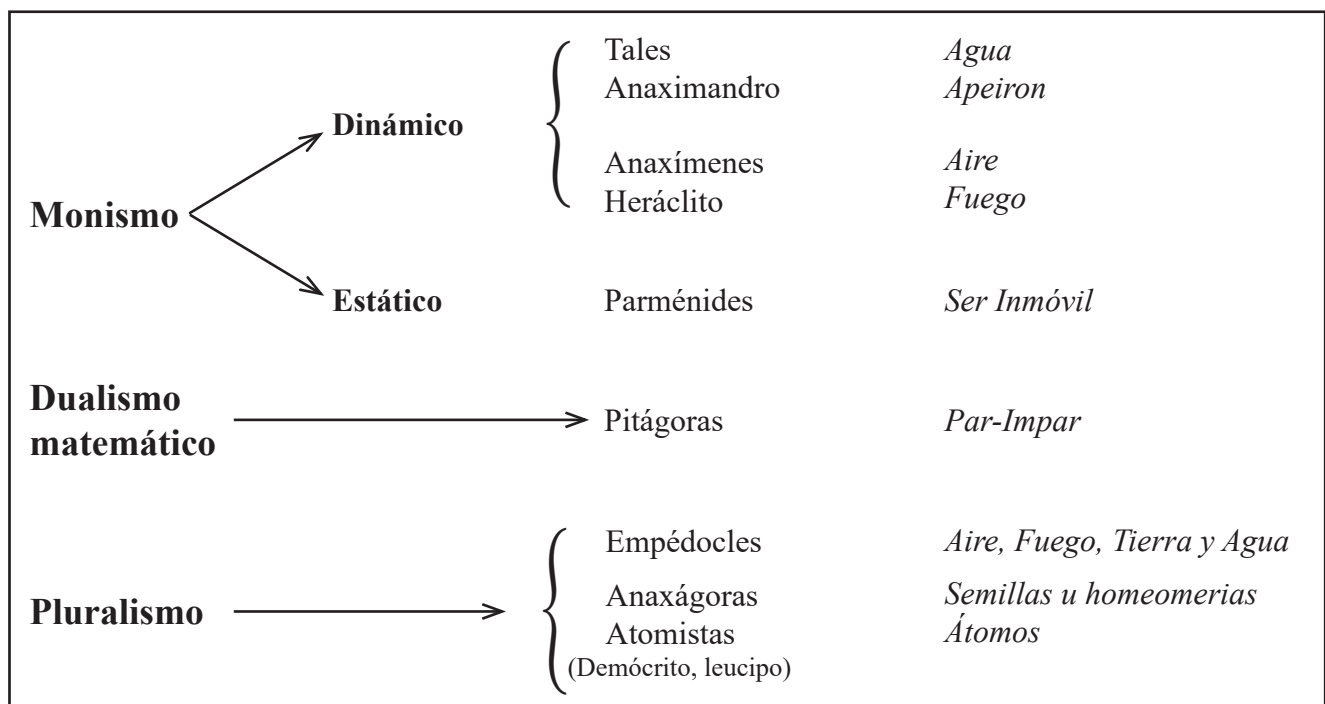 Tales Agua
Anaximandro Apeiron
Dinámico
Anaxímenes Aire
Heráclito Fuego
Monismo
Estático Parménides Ser Inmóvil
Dualismo
matemático
Pitágoras Par-Impar
Empédocles Aire, Fuego, Tierra y Agua
Pluralismo
Anaxágoras Semillas u homeomerias
Atomistas Átomos
(Demócrito, leucipo)